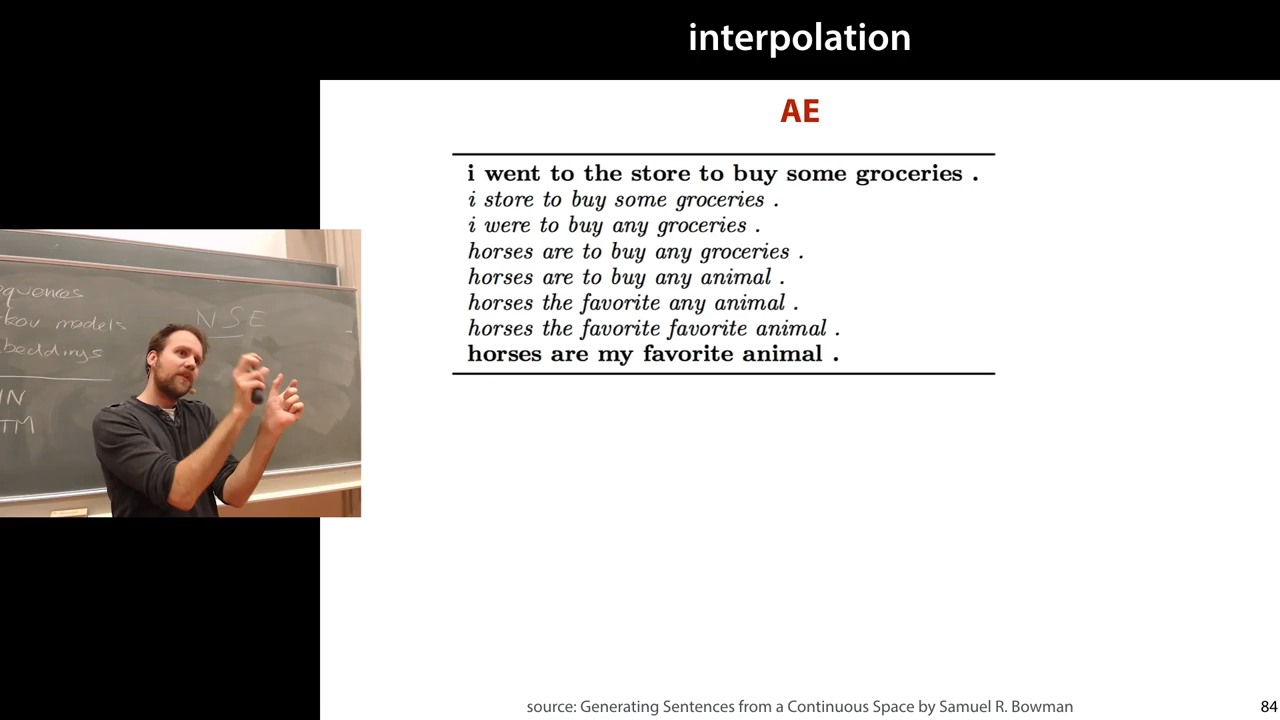 interpolation
AE
i went to the store to buy some groceries .
i store to buy some groceries .
i were to buy any groceries .
horses are to buy any groceries .
horses are to buy any animal .
horses the favorite any animal .
horses the favorite favorite animal .
horses are my favorite animal .
models
NSE
source: Generating Sentences from a Continuous Space by Samuel R. Bowman
84